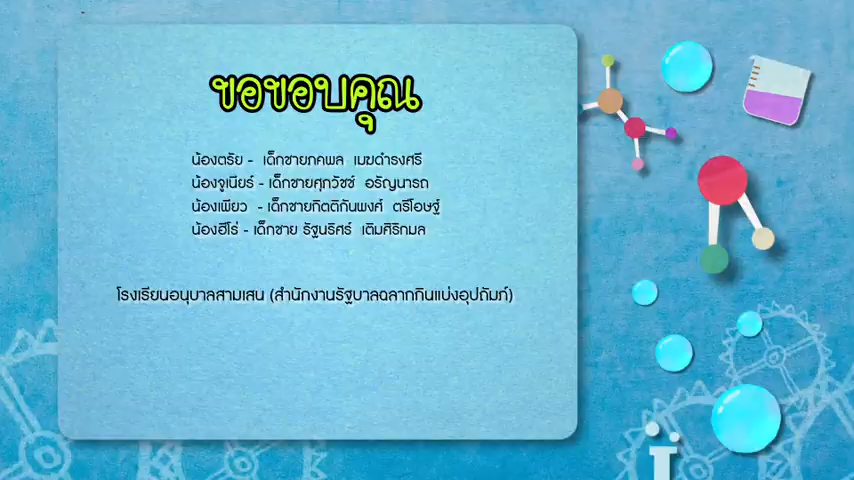 ขอขอบคุณ
น้องตรัย - เด็กชายภคพล เมฆดำรงศรี
น้องจูเนียร์ - เด็กชายศุภวัชช์ อรัญนารถ
น้องเพียว - เด็กชายกิตติกันพงศ์ ตรีโอษฐ์
น้องฮีโร่ - เด็กชาย รัฐนริศร์ เติมศิริกมล
โรงเรียนอนุบาลสามเสน (สำนักงานรัฐบาลฉลากกินแบ่งอุปถัมภ์)